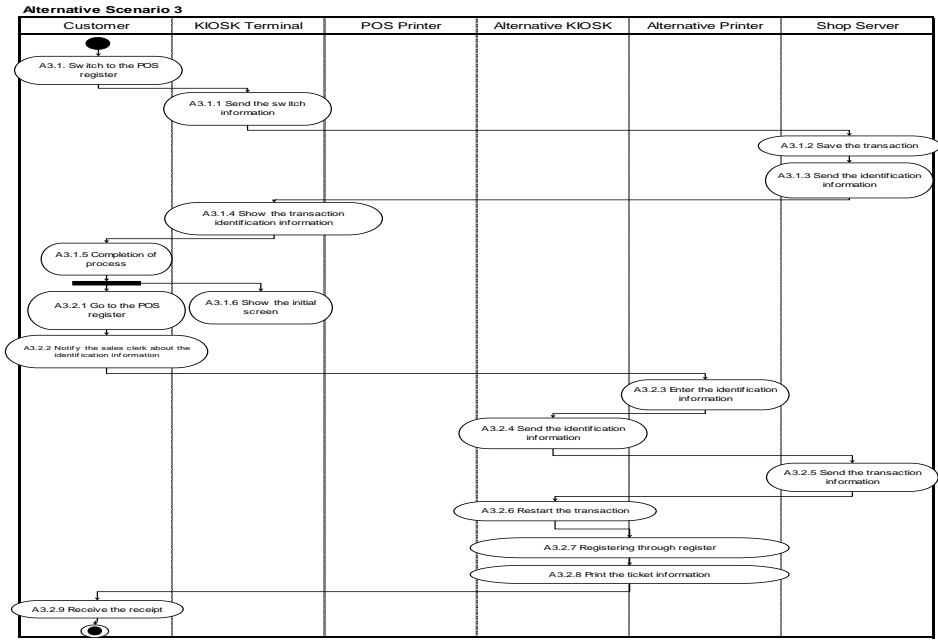 Alternative Scenario 3
Customer
KIOSK Terminal
POS Printer
Alternative KIOSK
Alternative Printer
Shop Server
A3.1. Switch to the POS
register
A3.1.1 Send the switch
information
A3.1.2 Save the transaction
A3.1.3 Send the identification
information
A3.1.4 Show the transaction
identification information
A3.1.5 Completion of
process
A3.2.1 Go to the POS
register
A3.1.6 Show the initial
screen
A3.2.2 Notify the sales clerk about the
identification information
A3.2.3 Enter the identification
information
A3.2.4 Send the identification
information
A3.2.5 Send the transaction
information
A3.2.6 Restart the transaction
A3.2.7 Registering through register
A3.2.8 Print the ticket information
A3.2.9 Receive the receipt